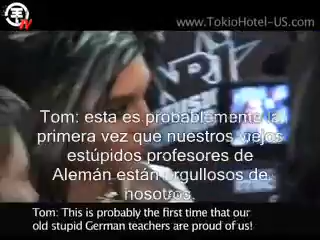 www.TokioHotel-US.com
TV
NRJ
Tom: esta es probablemente la
primera vez que nuestros viejos
estúpidos profesores de
Alemán están orgullosos de
nosotros.
Tom: This is probably the first time that our
old stupid German teachers are proud of us!